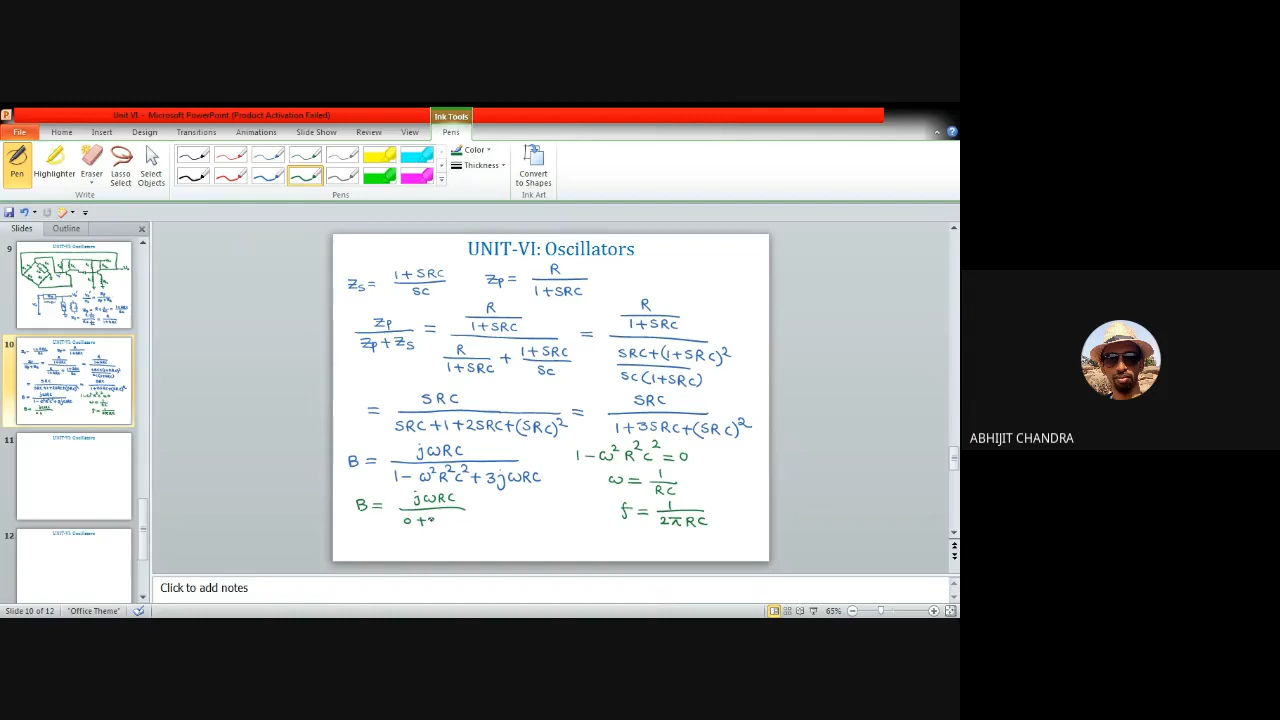 Unit VI - Microsoft PowerPoint (Product Activation Failed)
Ink Tools
File Home Insert Design Transitions Animations Slide Show Review View Pens
Pen Highlighter Eraser Lasso Select Select Objects
Color
Thickness
Convert to Shapes
Write Pens Ink Art
Slides Outline
9
10
11
12
UNIT-VI: Oscillators
Zs = (1+SRC)/SC   Zp = R/(1+SRC)
Zp/(Zp+Zs) = (R/(1+SRC))/(R/(1+SRC) + (1+SRC)/SC) = (R/(1+SRC))/((SRC+(1+SRC)²)/(SC(1+SRC)))
= SRC/(SRC+1+2SRC+(SRC)²) = SRC/(1+3SRC+(SRC)²)
B = jωRC/(1-ω²R²C²+3jωRC)   1-ω²R²C²=0
ω = 1/RC
B = jωRC/(0+   f = 1/(2πRC)
Click to add notes
Slide 10 of 12 "Office Theme" 65%
ABHIJIT CHANDRA